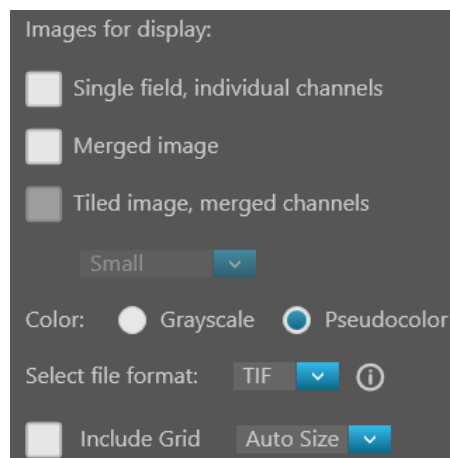 Images for display:
Single field, individual channels
Merged image
Tiled image, merged channels
Small
Color: Grayscale Pseudocolor
Select file format: TIF
Include Grid Auto Size